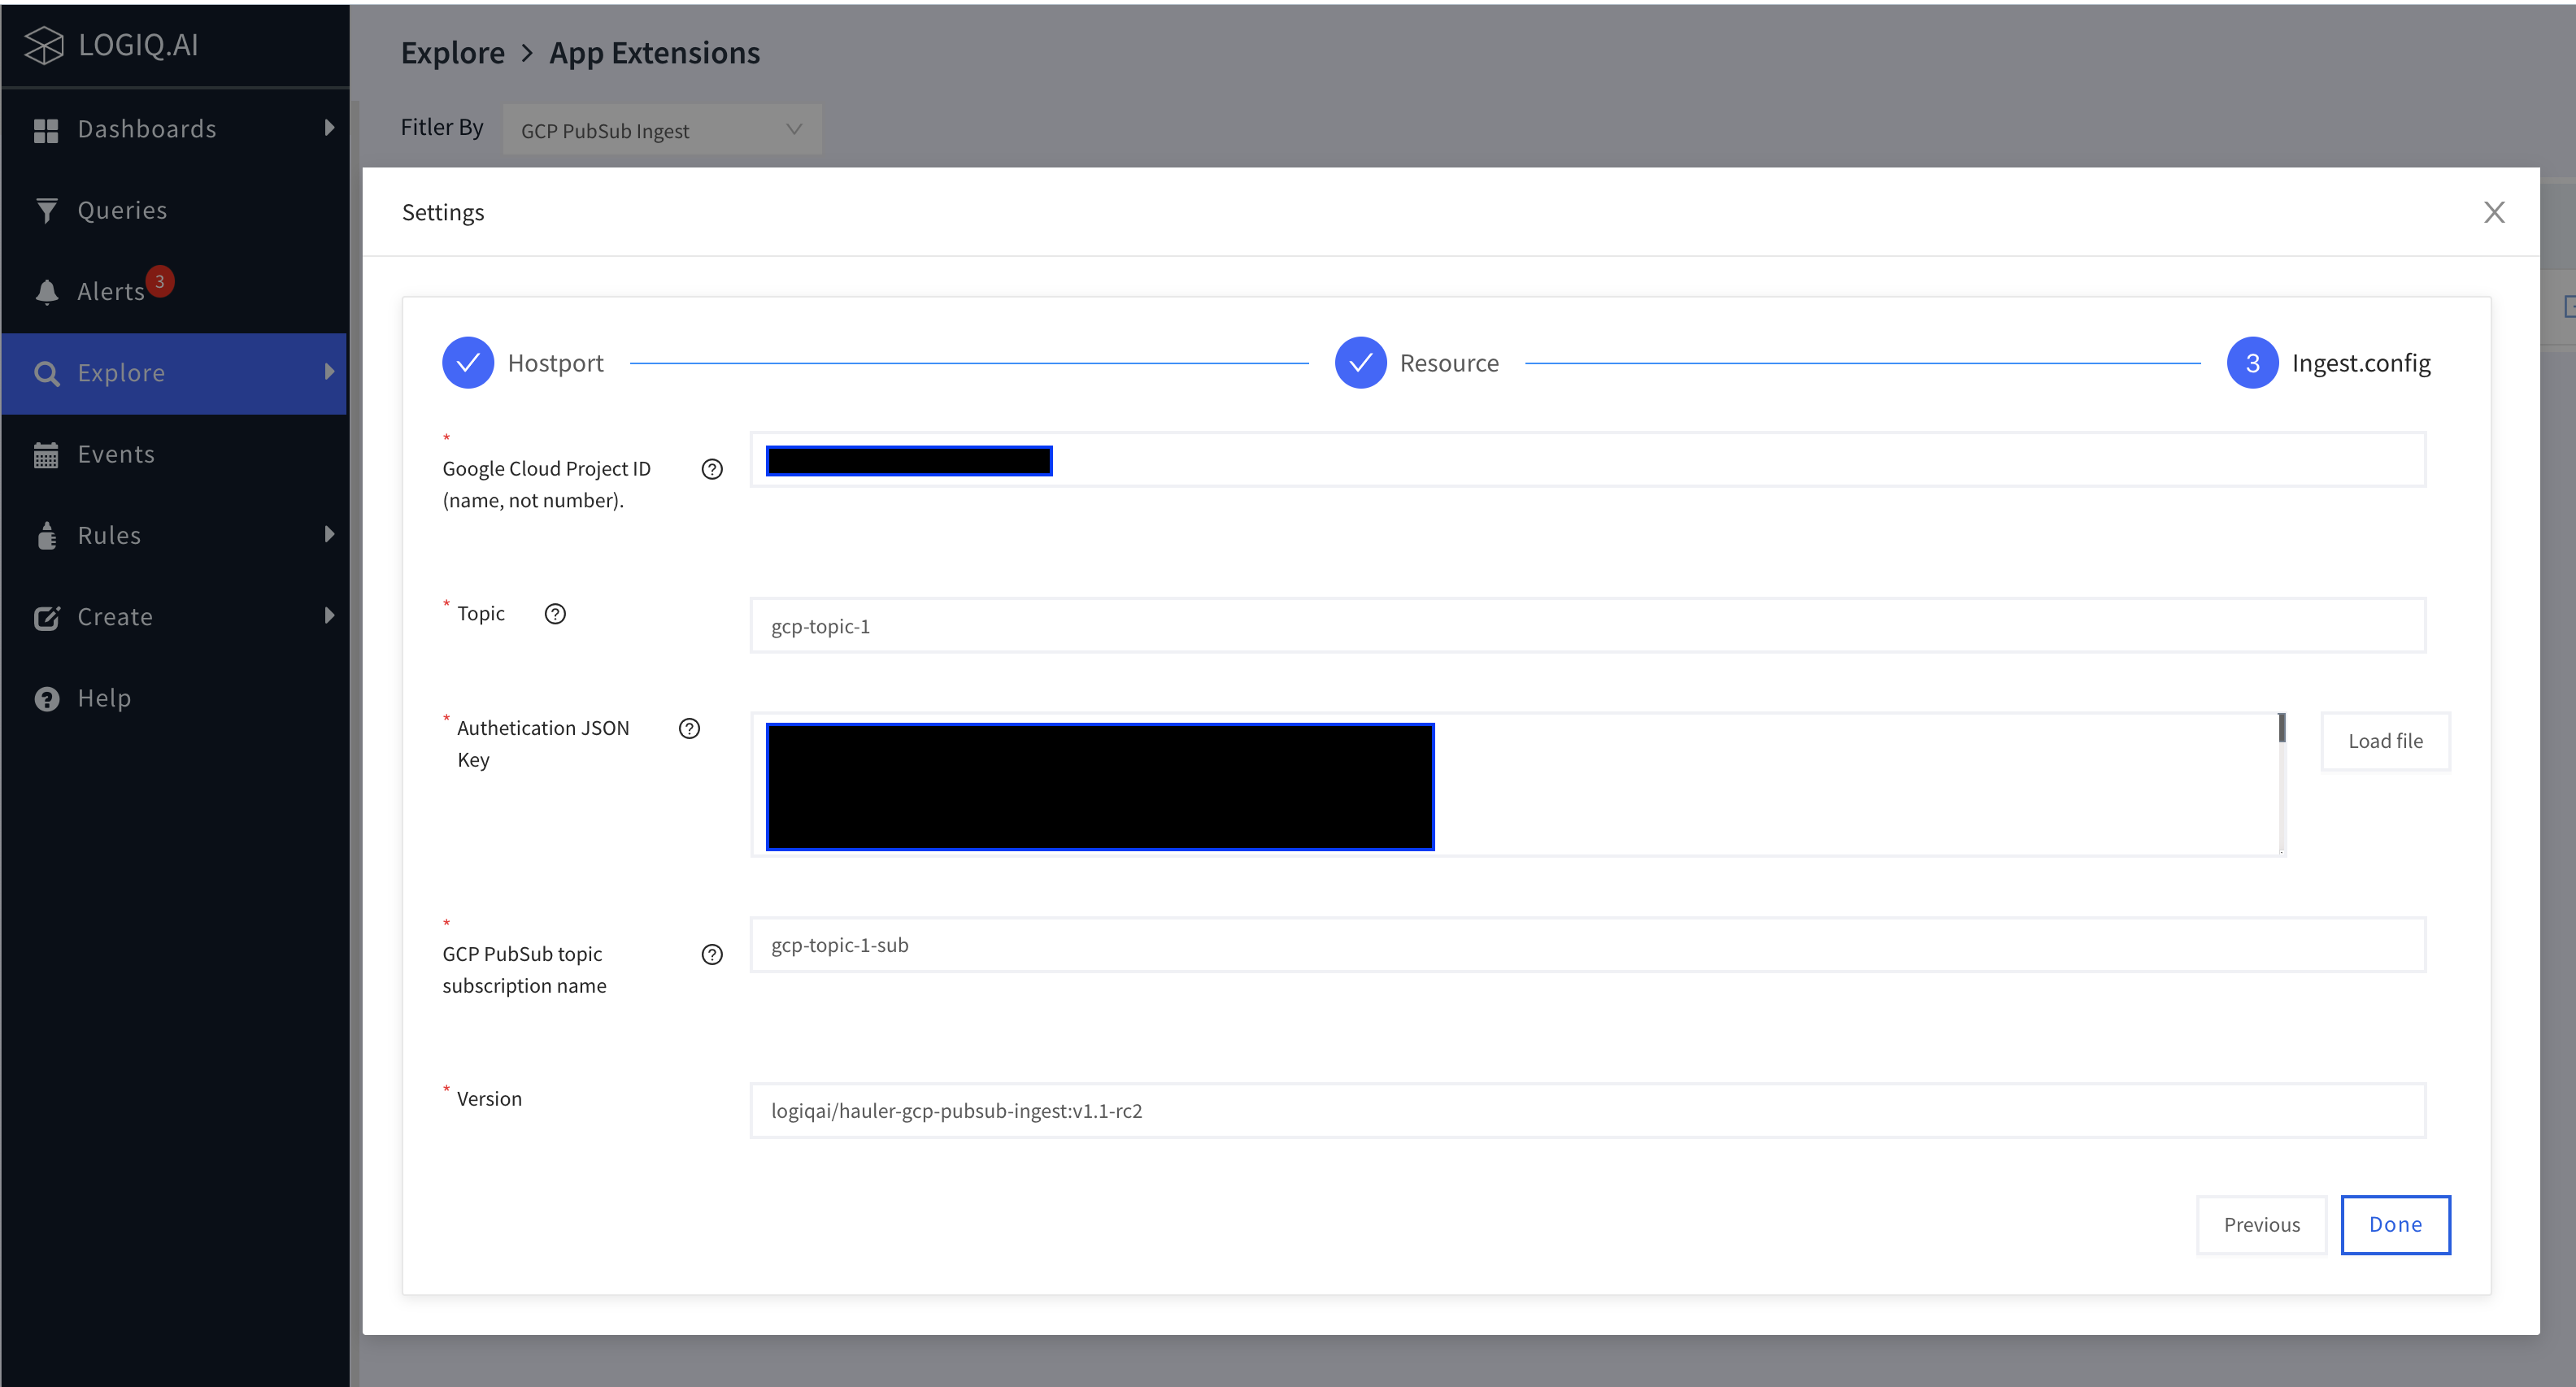 LOGIQ.AI
Dashboards
Queries
Alerts 3
Explore
Events
Rules
Create
Help
Explore > App Extensions
Fitler By GCP PubSub Ingest
Settings
Hostport Resource 3 Ingest.config
*
Google Cloud Project ID
(name, not number).
* Topic gcp-topic-1
* Authetication JSON
Key
Load file
*
GCP PubSub topic
subscription name
gcp-topic-1-sub
* Version logiqai/hauler-gcp-pubsub-ingest:v1.1-rc2
Previous Done